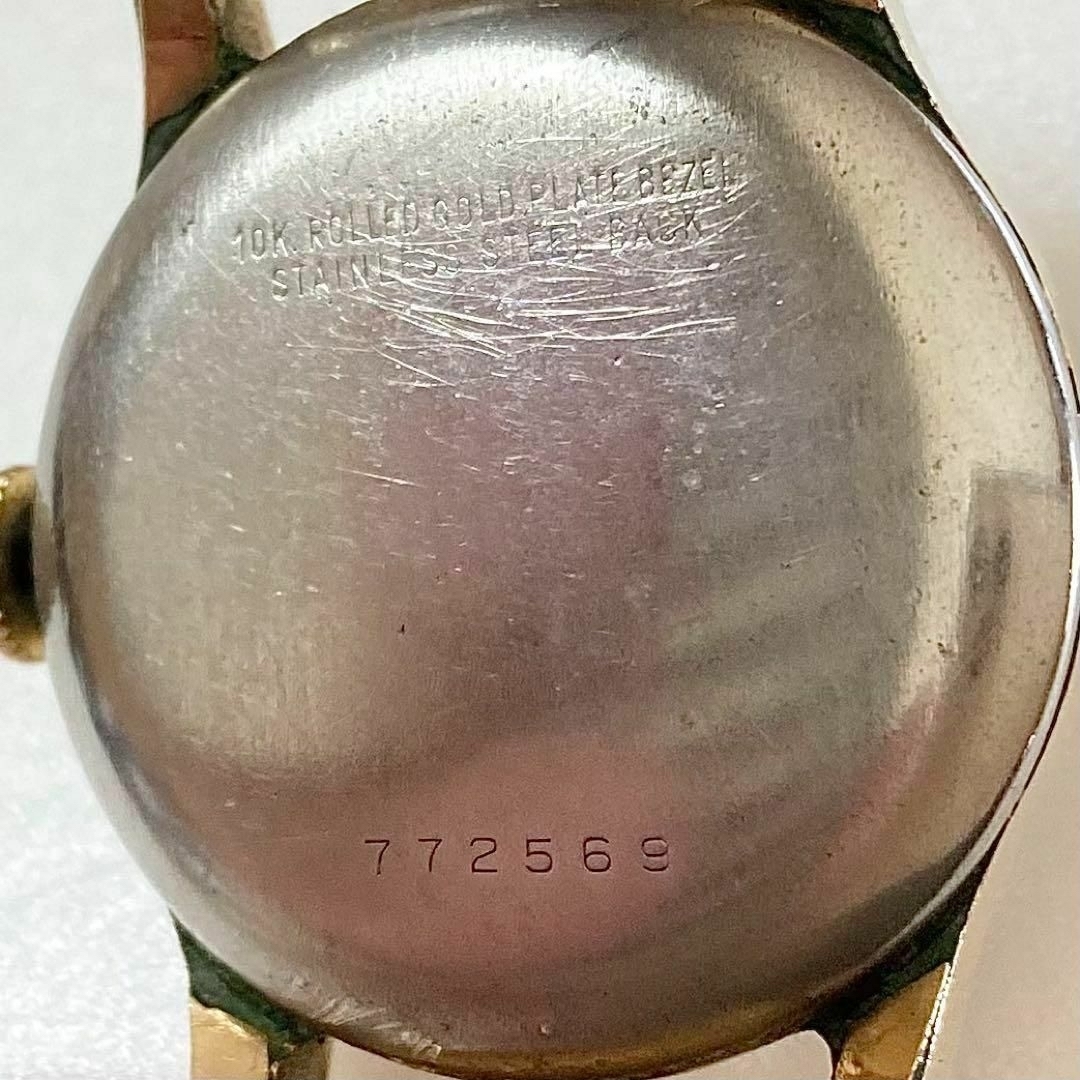 10K. ROLLED GOLD. PLATE BEZEL
STAINLESS STEEL BACK
772569